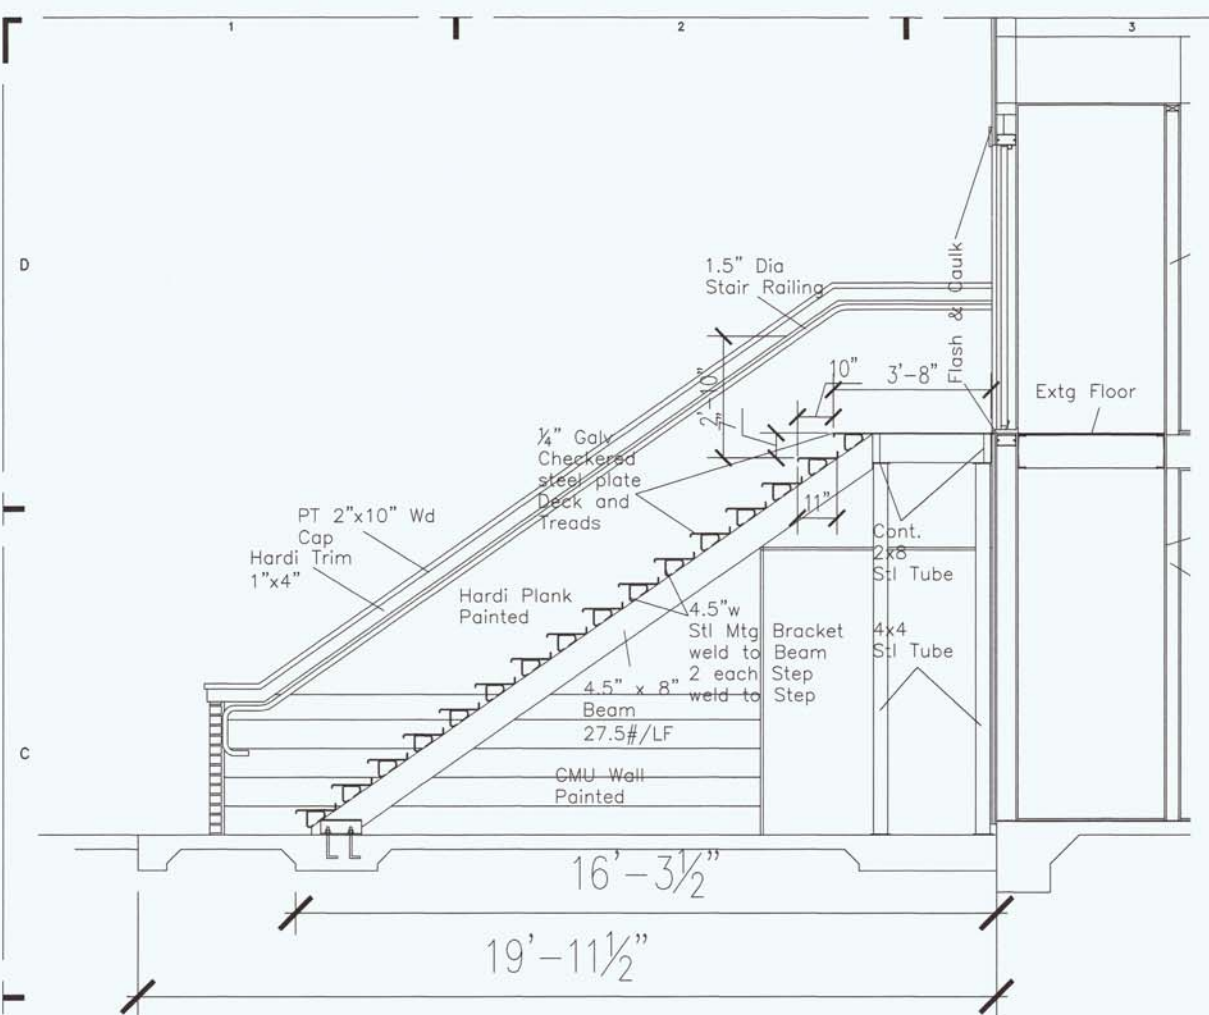 1
2
3
D
1.5" Dia
Stair Railing
Flash & Caulk
10"
3'-8"
2'-10"
7"
Extg Floor
¼" Galv
Checkered
steel plate
Deck and
Treads
11"
PT 2"x10" Wd
Cap
Hardi Trim
1"x4"
Cont.
2x8
Stl Tube
Hardi Plank
Painted
4.5"w
Stl Mtg Bracket
weld to Beam
2 each Step
weld to Step
4x4
Stl Tube
4.5" x 8"
Beam
27.5#/LF
C
CMU Wall
Painted
16'-3½"
19'-11½"